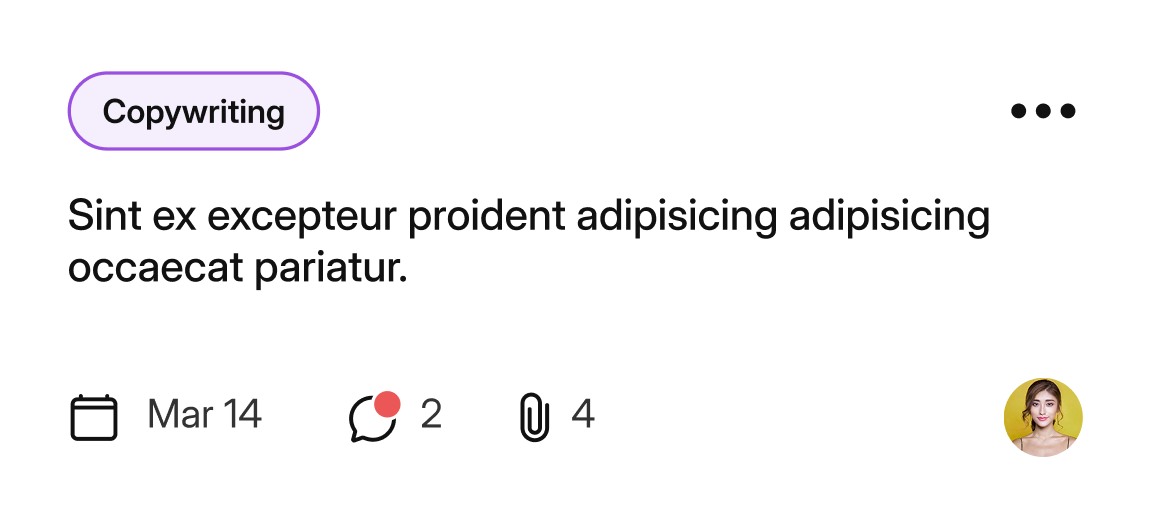 Copywriting
Sint ex excepteur proident adipisicing adipisicing
occaecat pariatur.
Mar 14
2
4